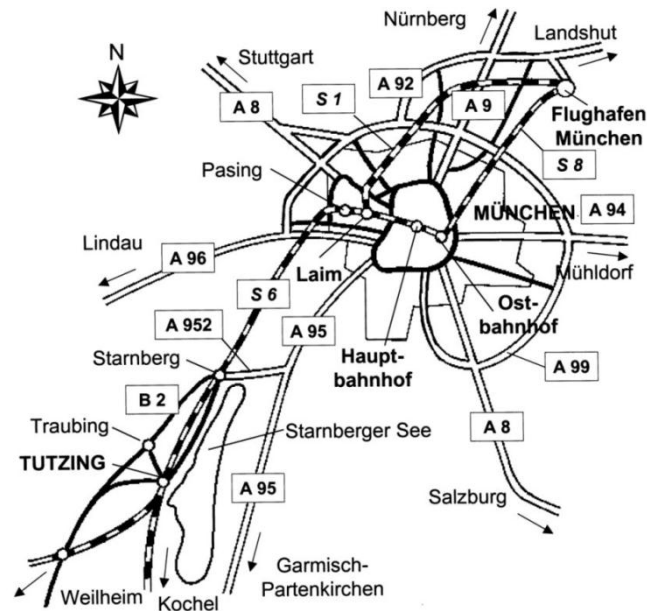 N
Nürnberg
Landshut
Stuttgart
A 92
A 8
S 1
A 9
Flughafen
München
S 8
Pasing
MÜNCHEN
A 94
Lindau
A 96
Laim
Mühldorf
S 6
Ost-
bahnhof
A 952
A 95
Haupt-
bahnhof
Starnberg
A 99
B 2
Traubing
Starnberger See
A 8
TUTZING
A 95
Salzburg
Garmisch-
Partenkirchen
Weilheim
Kochel